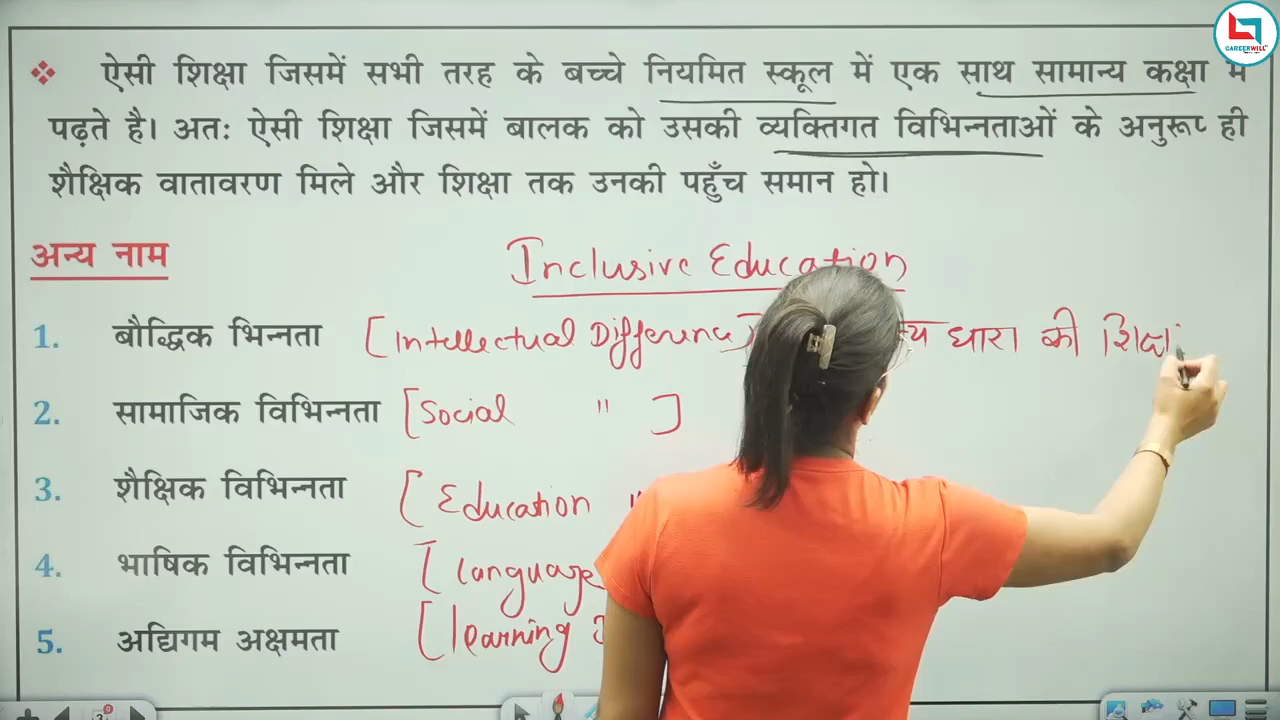 CAREERWILL
❖ ऐसी शिक्षा जिसमें सभी तरह के बच्चे नियमित स्कूल में एक साथ सामान्य कक्षा में
पढ़ते है। अतः ऐसी शिक्षा जिसमें बालक को उसकी व्यक्तिगत विभिन्नताओं के अनुरूप ही
शैक्षिक वातावरण मिले और शिक्षा तक उनकी पहुँच समान हो।
अन्य नाम Inclusive Education
1. बौद्धिक भिन्नता [Intellectual Difference] धारा की शिक्षा
2. सामाजिक विभिन्नता [Social " ]
3. शैक्षिक विभिन्नता [Education "
4. भाषिक विभिन्नता [language
5. अद्यिगम अक्षमता [learning